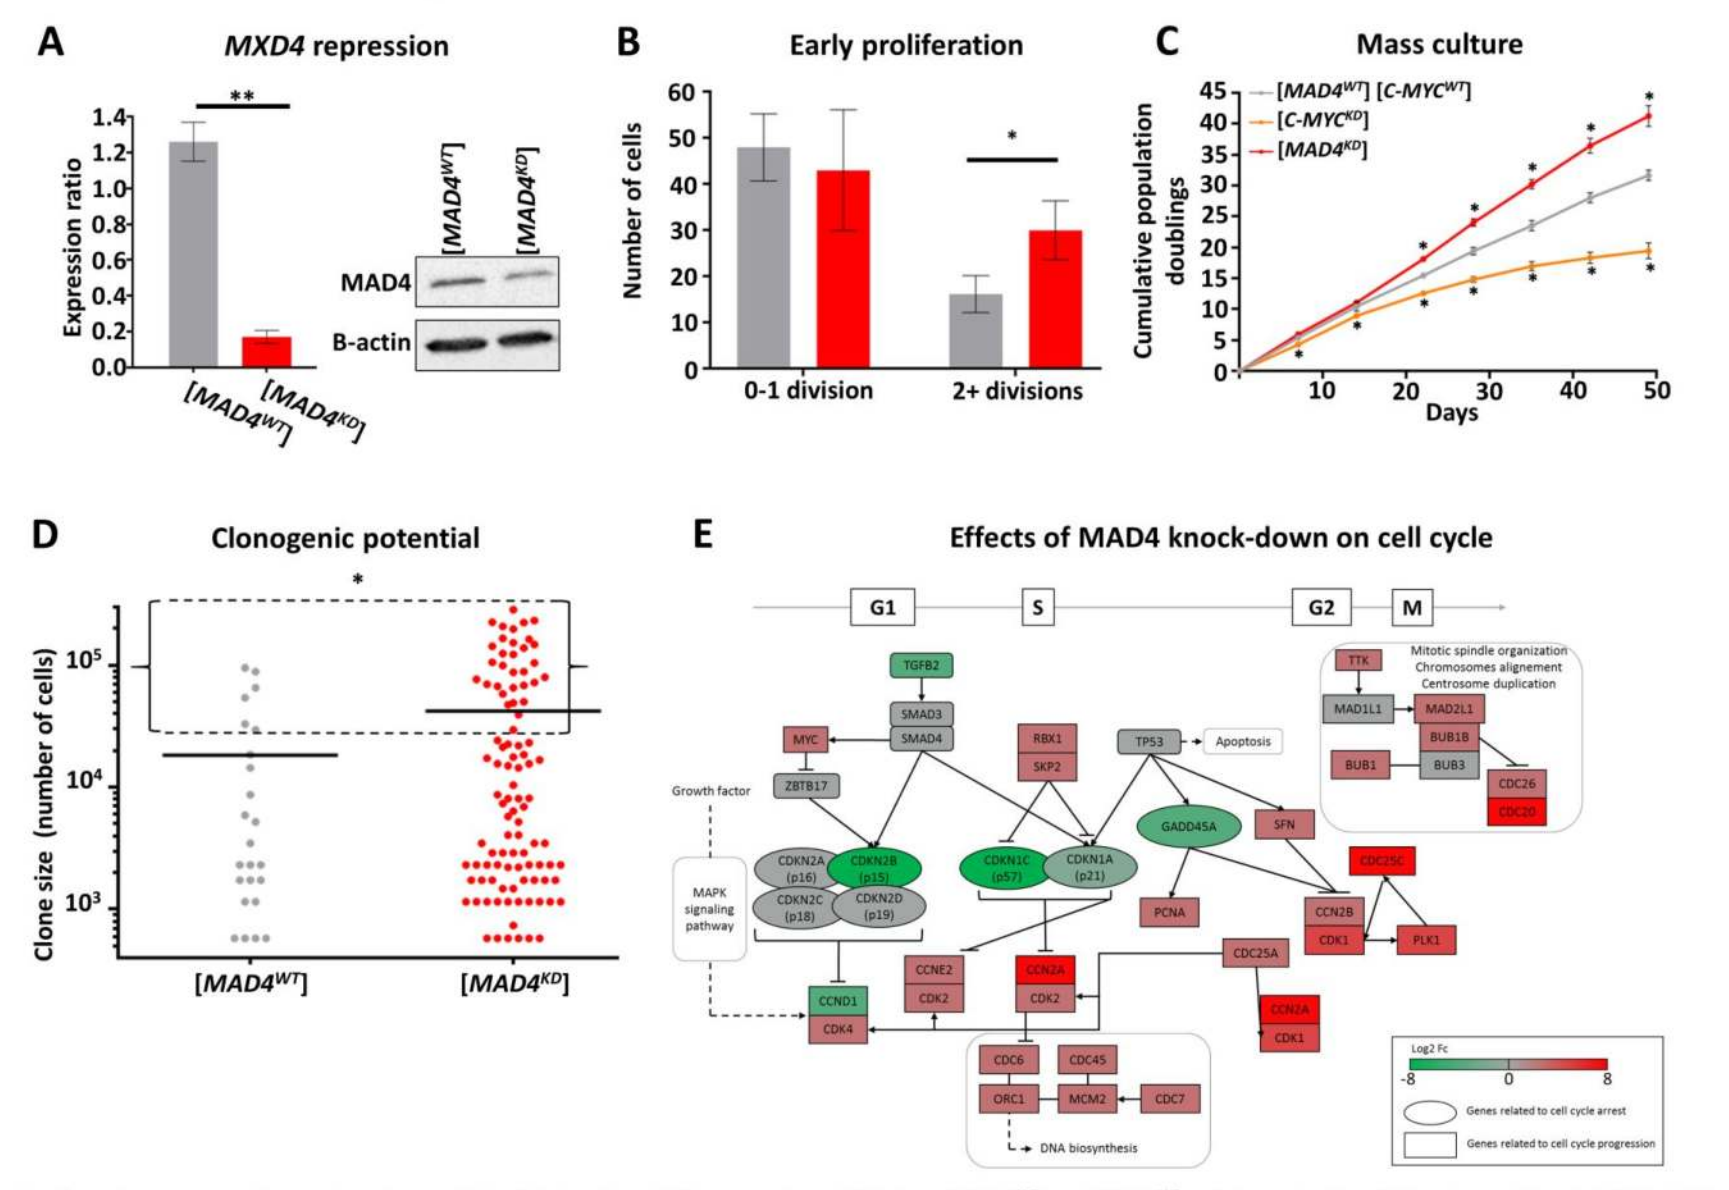 A
MXD4 repression
**
Expression ratio
1.4
1.2
1.0
0.8
0.6
0.4
0.2
0.0
[MAD4WT]
[MAD4KD]
[MAD4WT]
[MAD4KD]
MAD4
B-actin
B
Early proliferation
Number of cells
60
50
40
30
20
10
0
*
0-1 division
2+ divisions
C
Mass culture
Cumulative population
doublings
45
40
35
30
25
20
15
10
5
0
[MAD4WT] [C-MYCWT]
[C-MYCKD]
[MAD4KD]
* * * * *
* * * * * * *
10 20 30 40 50
Days
D
Clonogenic potential
*
Clone size (number of cells)
10^5
10^4
10^3
[MAD4WT]
[MAD4KD]
E
Effects of MAD4 knock-down on cell cycle
G1
S
G2
M
TGFB2
SMAD3
SMAD4
MYC
ZBTB17
Growth factor
MAPK
signaling
pathway
CDKN2A
(p16)
CDKN2B
(p15)
CDKN2C
(p18)
CDKN2D
(p19)
CCND1
CDK4
RBX1
SKP2
CDKN1C
(p57)
CDKN1A
(p21)
CCNE2
CDK2
CCN2A
CDK2
TP53
Apoptosis
GADD45A
SFN
PCNA
CDC25A
CCN2A
CDK1
CCN2B
CDK1
PLK1
CDC25C
Mitotic spindle organization
Chromosomes alignement
Centrosome duplication
TTK
MAD1L1
MAD2L1
BUB1B
BUB1
BUB3
CDC26
CDC20
CDC6
CDC45
ORC1
MCM2
CDC7
DNA biosynthesis
Log2 Fc
-8
0
8
Genes related to cell cycle arrest
Genes related to cell cycle progression